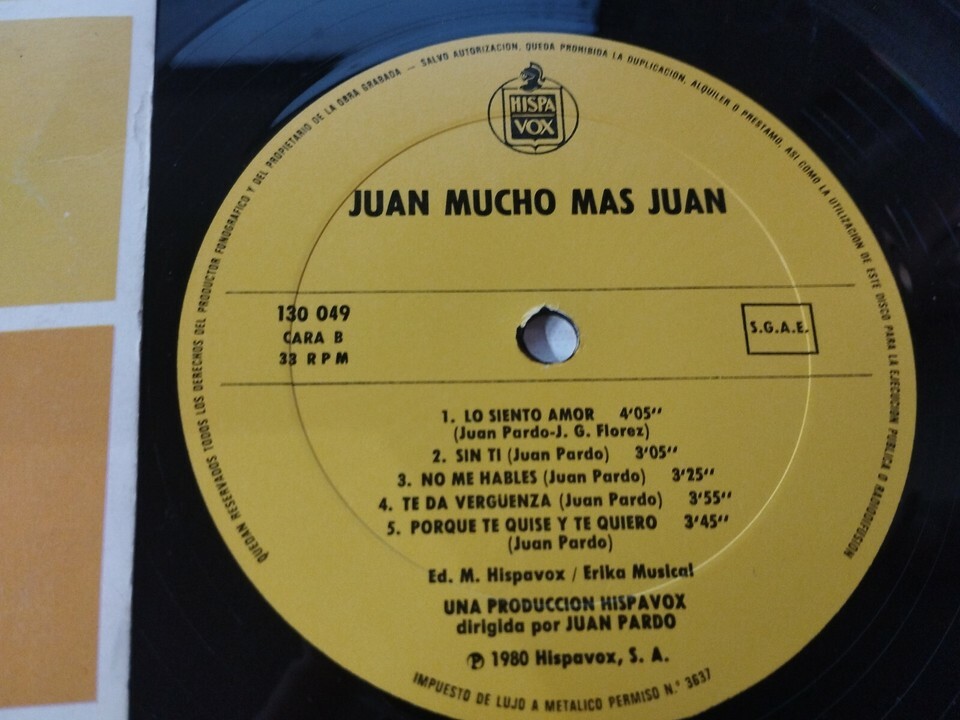 QUEDAN RESERVADOS TODOS LOS DERECHOS DEL PRODUCTOR FONOGRAFICO Y DEL PROPIETARIO DE LA OBRA GRABADA — SALVO AUTORIZACION, QUEDA PROHIBIDA LA DUPLICACION, ALQUILER O PRESTAMO, ASI COMO LA UTILIZACION DE ESTE DISCO PARA LA EJECUCION PUBLICA O RADIODIFUSION
HISPA
VOX
JUAN MUCHO MAS JUAN
130 049
CARA B
33 RPM
S.G.A.E.
1. LO SIENTO AMOR 4'05''
(Juan Pardo-J. G. Florez)
2. SIN TI (Juan Pardo) 3'05''
3. NO ME HABLES (Juan Pardo) 3'25''
4. TE DA VERGÜENZA (Juan Pardo) 3'55''
5. PORQUE TE QUISE Y TE QUIERO 3'45''
(Juan Pardo)
Ed. M. Hispavox / Erika Musical
UNA PRODUCCION HISPAVOX
dirigida por JUAN PARDO
℗ 1980 Hispavox, S. A.
IMPUESTO DE LUJO A METALICO PERMISO N.º 3637